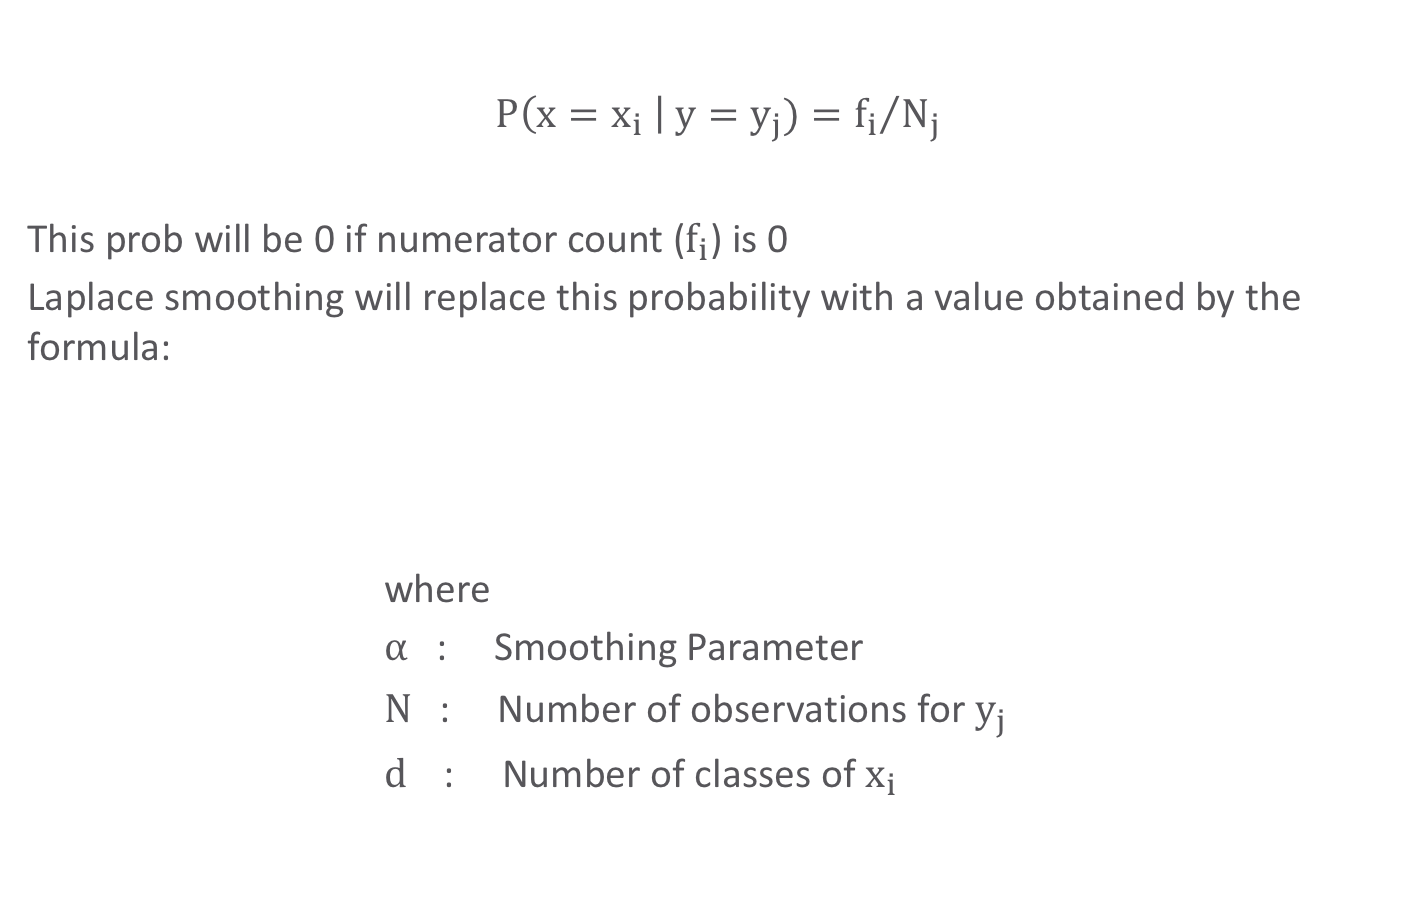 P(x = xᵢ | y = yⱼ) = fᵢ/Nⱼ
This prob will be 0 if numerator count (fᵢ) is 0
Laplace smoothing will replace this probability with a value obtained by the
formula:
where
α : Smoothing Parameter
N : Number of observations for yⱼ
d : Number of classes of xᵢ